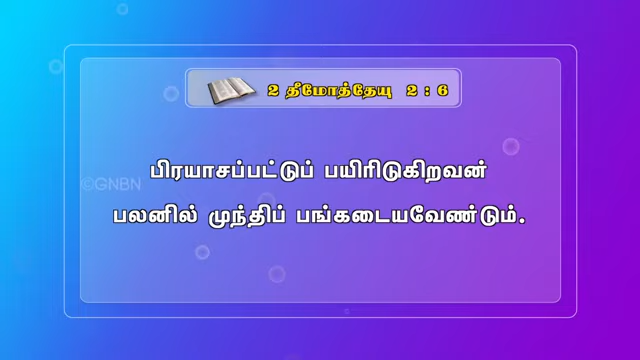 2 தீமோத்தேயு 2 : 6
பிரயாசப்பட்டுப் பயிரிடுகிறவன்
©GNBN
பலனில் முந்திப் பங்கடையவேண்டும்.